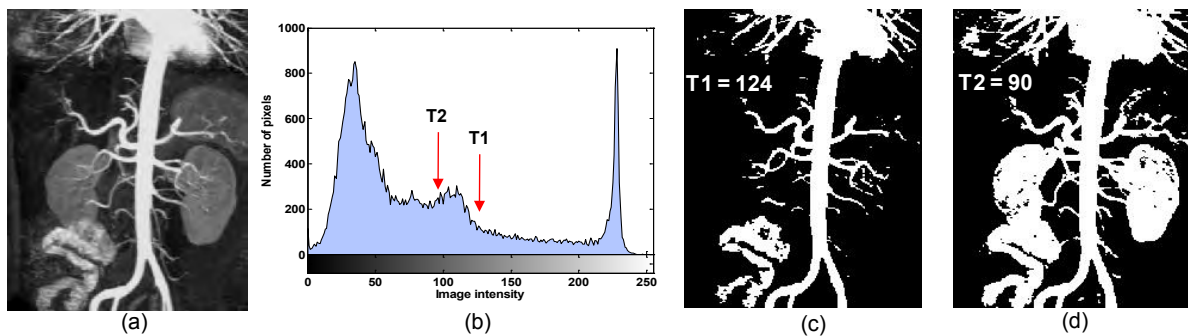 (a)
Number of pixels
1000
800
600
400
200
0
0 50 100 150 200 250
Image intensity
T2
T1
(b)
T1 = 124
(c)
T2 = 90
(d)